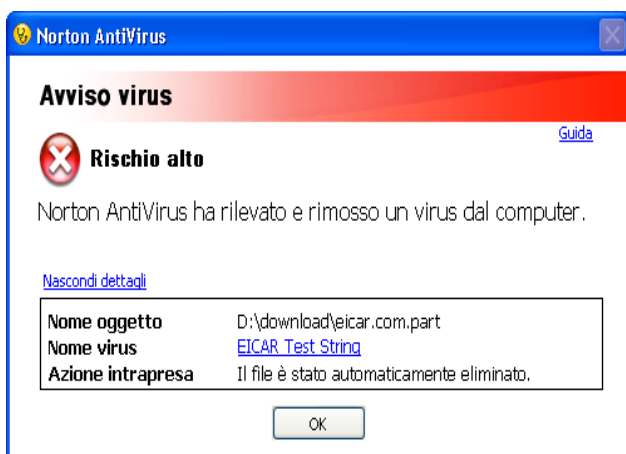 Norton AntiVirus
Avviso virus
Guida
Rischio alto
Norton AntiVirus ha rilevato e rimosso un virus dal computer.
Nascondi dettagli
Nome oggetto D:\download\eicar.com.part
Nome virus EICAR Test String
Azione intrapresa Il file è stato automaticamente eliminato.
OK